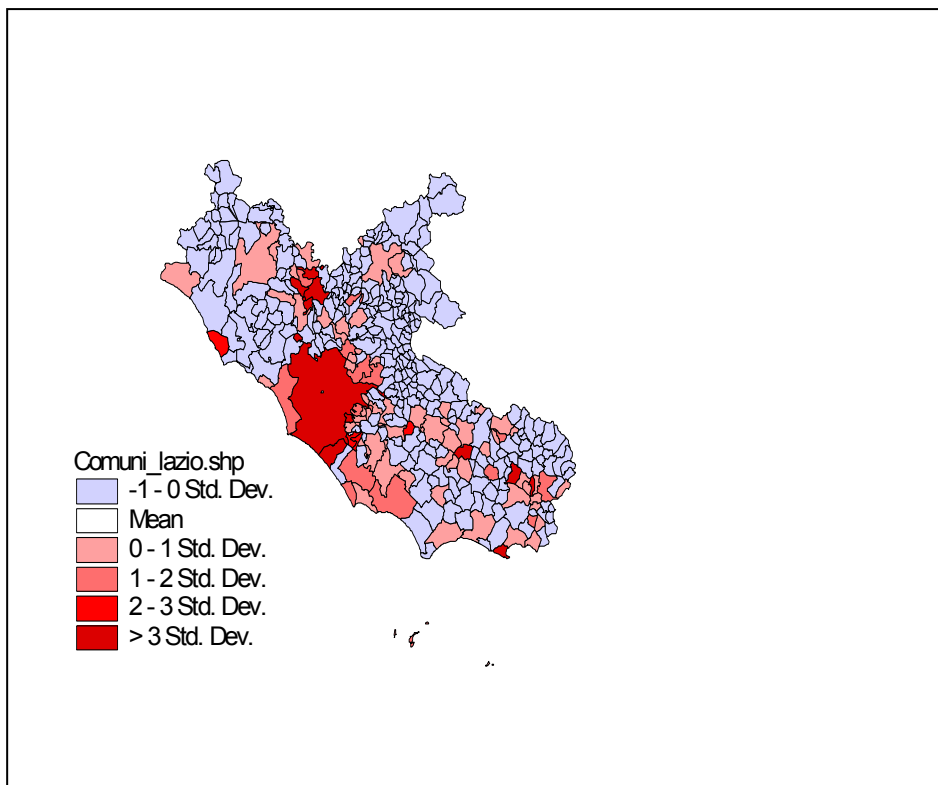 Comuni_lazio.shp
-1 - 0 Std. Dev.
Mean
0 - 1 Std. Dev.
1 - 2 Std. Dev.
2 - 3 Std. Dev.
> 3 Std. Dev.